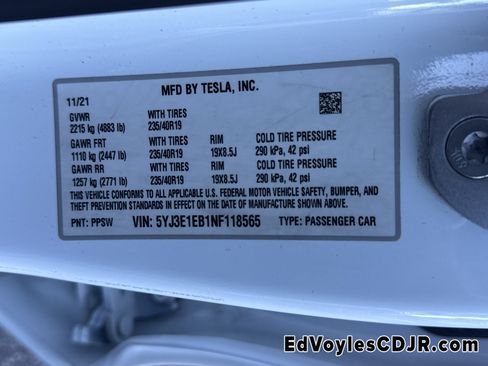 MFD BY TESLA, INC.
11/21
GVWR WITH TIRES
2215 kg (4883 lb) 235/40R19
GAWR FRT WITH TIRES RIM COLD TIRE PRESSURE
1110 kg (2447 lb) 235/40R19 19X8.5J 290 kPa, 42 psi
GAWR RR WITH TIRES RIM COLD TIRE PRESSURE
1257 kg (2771 lb) 235/40R19 19X8.5J 290 kPa, 42 psi
THIS VEHICLE CONFORMS TO ALL APPLICABLE U.S. FEDERAL MOTOR VEHICLE SAFETY, BUMPER, AND
THEFT PREVENTION STANDARDS IN EFFECT ON THE DATE OF MANUFACTURE SHOWN ABOVE.
PNT: PPSW VIN: 5YJ3E1EB1NF118565 TYPE: PASSENGER CAR
EdVoylesCDJR.com